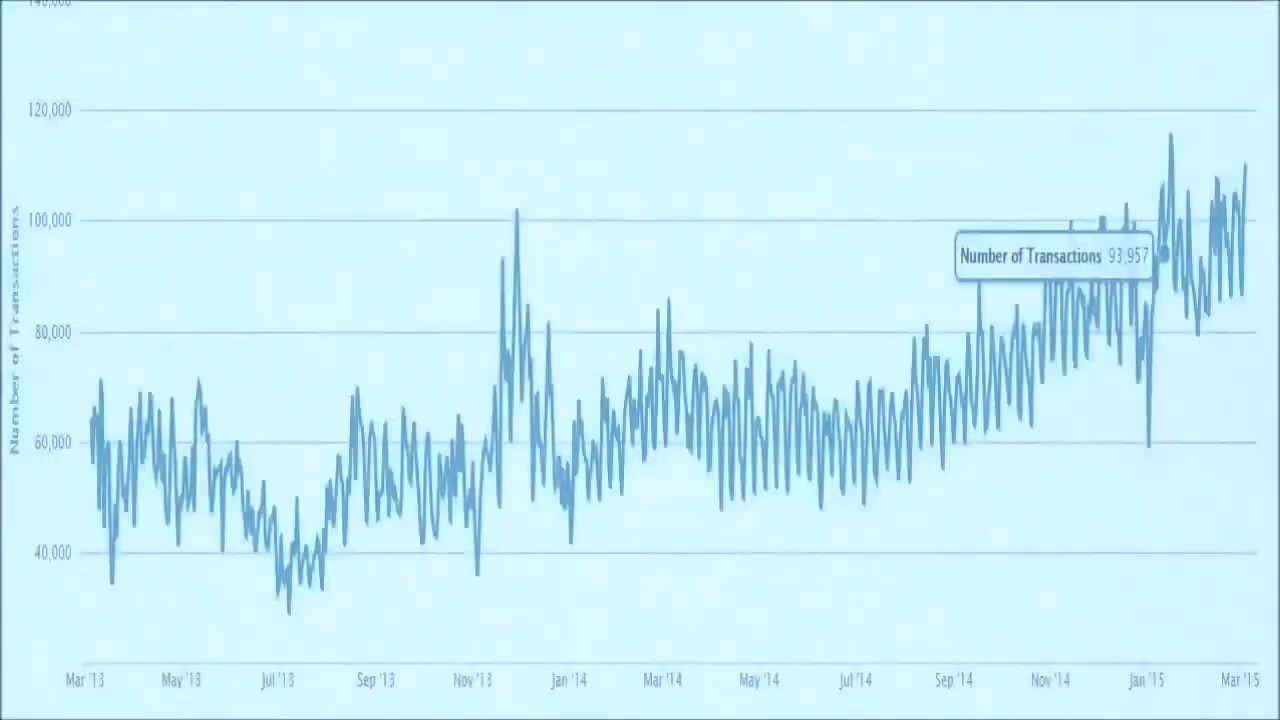 140,000
120,000
100,000
80,000
60,000
40,000
Number of Transactions
Number of Transactions 93,957
Mar '13 May '13 Jul '13 Sep '13 Nov '13 Jan '14 Mar '14 May '14 Jul '14 Sep '14 Nov '14 Jan '15 Mar '15